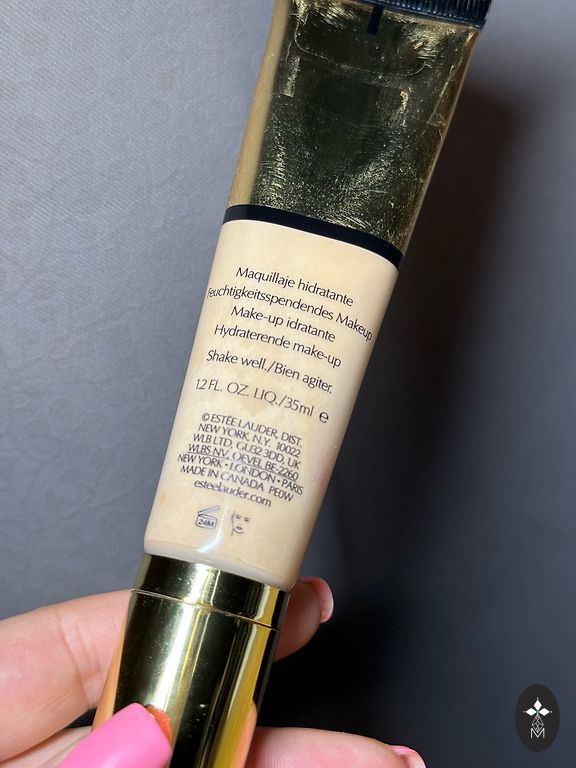 Maquillaje hidratante
Feuchtigkeitsspendendes Makeup
Make-up idratante
Hydraterende make-up
Shake well./Bien agiter.
1.2 FL. OZ. LIQ./35ml ℮
© ESTĒE LAUDER, DIST.
NEW YORK, N.Y. 10022
WLB LTD, GU32 3DD, UK
WLBS NV, OEVEL BE-2260
NEW YORK • LONDON • PARIS
MADE IN CANADA PE0W
esteelauder.com
24M
M